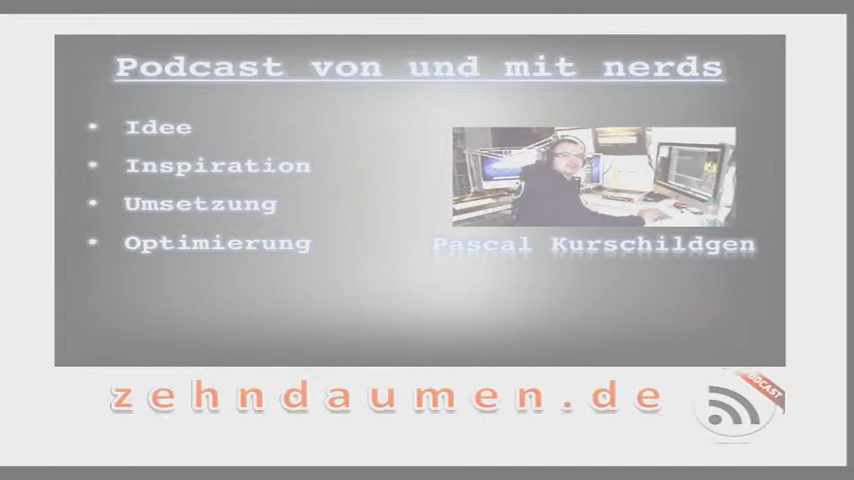 Podcast von und mit nerds
• Idee
• Inspiration
• Umsetzung
• Optimierung
Pascal Kurschildgen
zehndaumen.de
PODCAST